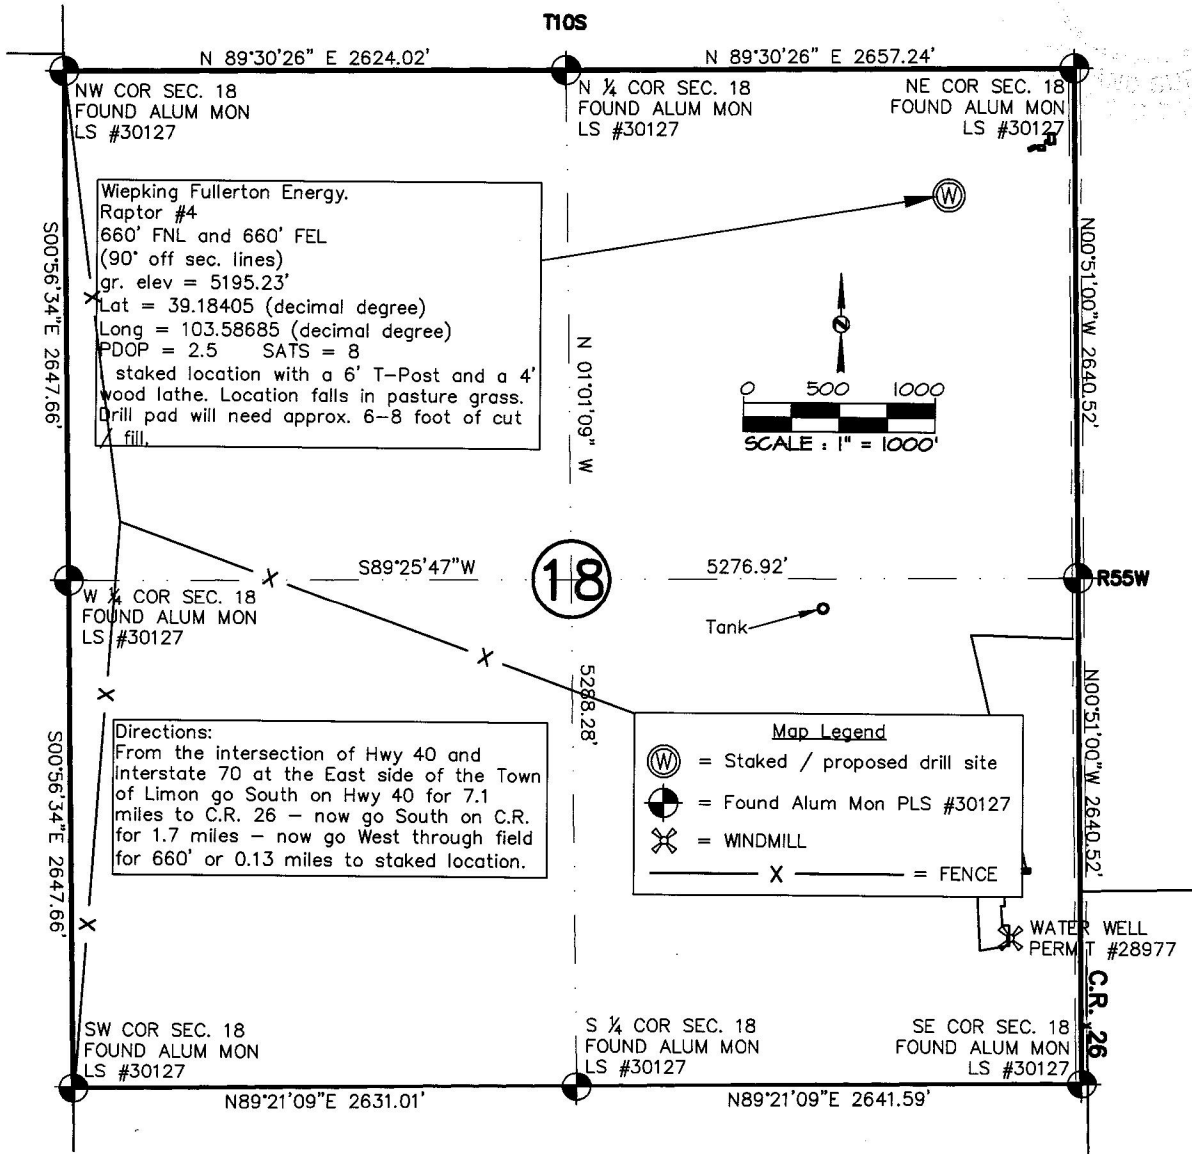 T10S
N 89°30'26" E 2624.02'
N 89°30'26" E 2657.24'
NW COR SEC. 18
FOUND ALUM MON
LS #30127
N ¼ COR SEC. 18
FOUND ALUM MON
LS #30127
NE COR SEC. 18
FOUND ALUM MON
LS #30127
Wiepking Fullerton Energy.
Raptor #4
660' FNL and 660' FEL
(90° off sec. lines)
gr. elev = 5195.23'
Lat = 39.18405 (decimal degree)
Long = 103.58685 (decimal degree)
PDOP = 2.5 SATS = 8
staked location with a 6' T-Post and a 4'
wood lathe. Location falls in pasture grass.
Drill pad will need approx. 6-8 foot of cut
/ fill.
W
S00°56'34"E 2647.66'
N 01°01'09" W
N00°51'00"W 2640.52'
N
0 500 1000
SCALE : 1" = 1000'
X
S89°25'47"W
18
5276.92'
R55W
X
W ¼ COR SEC. 18
FOUND ALUM MON
LS #30127
Tank
X
X
5288.28'
S00°56'34"E 2647.66'
N00°51'00"W 2640.52'
Directions:
From the intersection of Hwy 40 and
Interstate 70 at the East side of the Town
of Limon go South on Hwy 40 for 7.1
miles to C.R. 26 – now go South on C.R.
for 1.7 miles – now go West through field
for 660' or 0.13 miles to staked location.
Map Legend
W = Staked / proposed drill site
= Found Alum Mon PLS #30127
= WINDMILL
X = FENCE
X
WATER WELL
PERMIT #28977
C.R. 26
SW COR SEC. 18
FOUND ALUM MON
LS #30127
S ¼ COR SEC. 18
FOUND ALUM MON
LS #30127
SE COR SEC. 18
FOUND ALUM MON
LS #30127
N89°21'09"E 2631.01'
N89°21'09"E 2641.59'